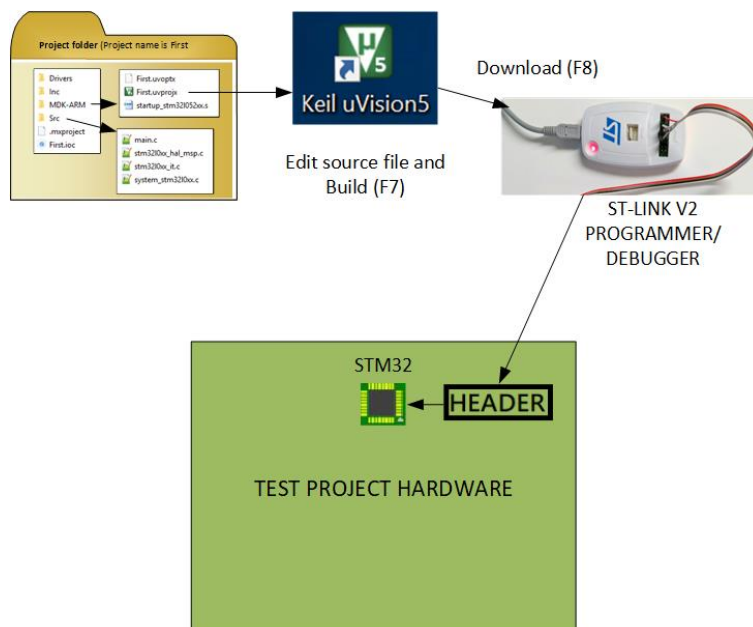 Project folder (Project name is First
Drivers
Inc
MDK-ARM
Src
.mxproject
First.ioc
First.uvoptx
First.uvprojx
startup_stm32l052xx.s
main.c
stm32l0xx_hal_msp.c
stm32l0xx_it.c
system_stm32l0xx.c
µ
5
Keil uVision5
Edit source file and
Build (F7)
Download (F8)
ST-LINK V2
PROGRAMMER/
DEBUGGER
STM32
HEADER
TEST PROJECT HARDWARE